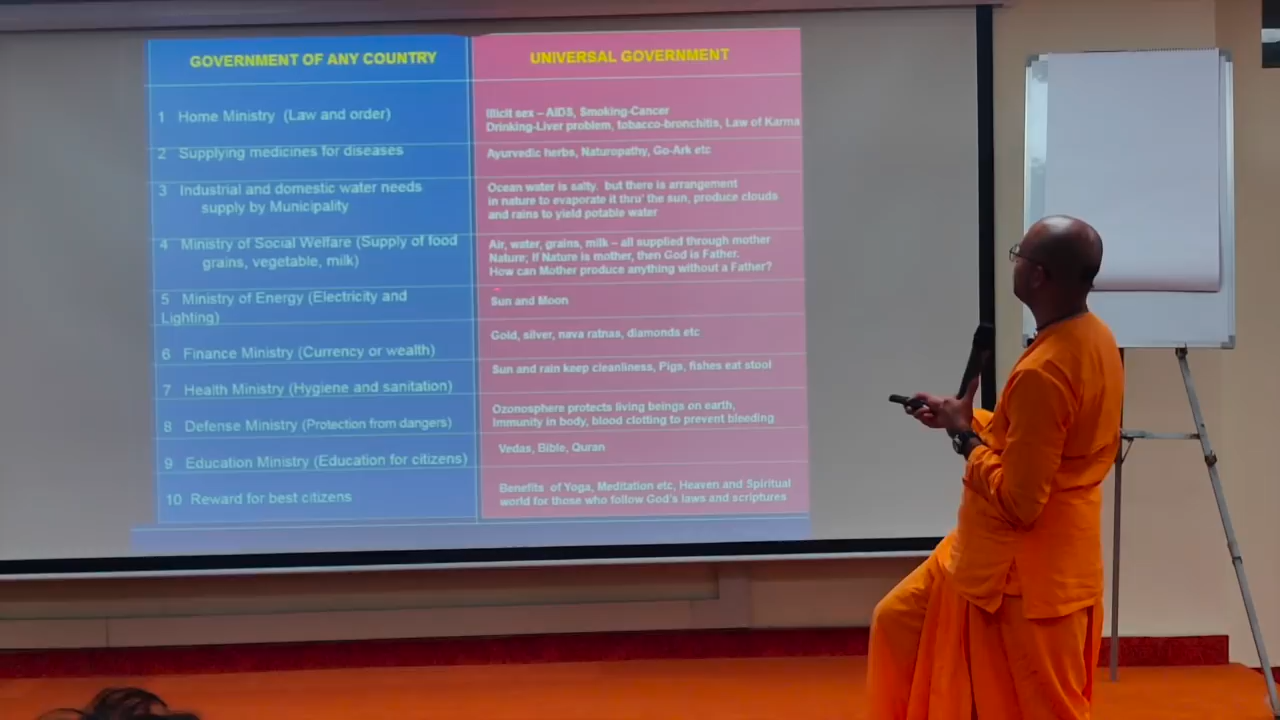 GOVERNMENT OF ANY COUNTRY
UNIVERSAL GOVERNMENT
1 Home Ministry (Law and order)
Illicit sex – AIDS, Smoking-Cancer
Drinking-Liver problem, tobacco-bronchitis, Law of Karma
2 Supplying medicines for diseases
Ayurvedic herbs, Naturopathy, Go-Ark etc
3 Industrial and domestic water needs
supply by Municipality
Ocean water is salty. but there is arrangement
in nature to evaporate it thru' the sun, produce clouds
and rains to yield potable water
4 Ministry of Social Welfare (Supply of food
grains, vegetable, milk)
Air, water, grains, milk – all supplied through mother
Nature; If Nature is mother, then God is Father.
How can Mother produce anything without a Father?
5 Ministry of Energy (Electricity and
Lighting)
Sun and Moon
6 Finance Ministry (Currency or wealth)
Gold, silver, nava ratnas, diamonds etc
7 Health Ministry (Hygiene and sanitation)
Sun and rain keep cleanliness, Pigs, fishes eat stool
8 Defense Ministry (Protection from dangers)
Ozonosphere protects living beings on earth,
Immunity in body, blood clotting to prevent bleeding
9 Education Ministry (Education for citizens)
Vedas, Bible, Quran
10 Reward for best citizens
Benefits of Yoga, Meditation etc, Heaven and Spiritual
world for those who follow God's laws and scriptures